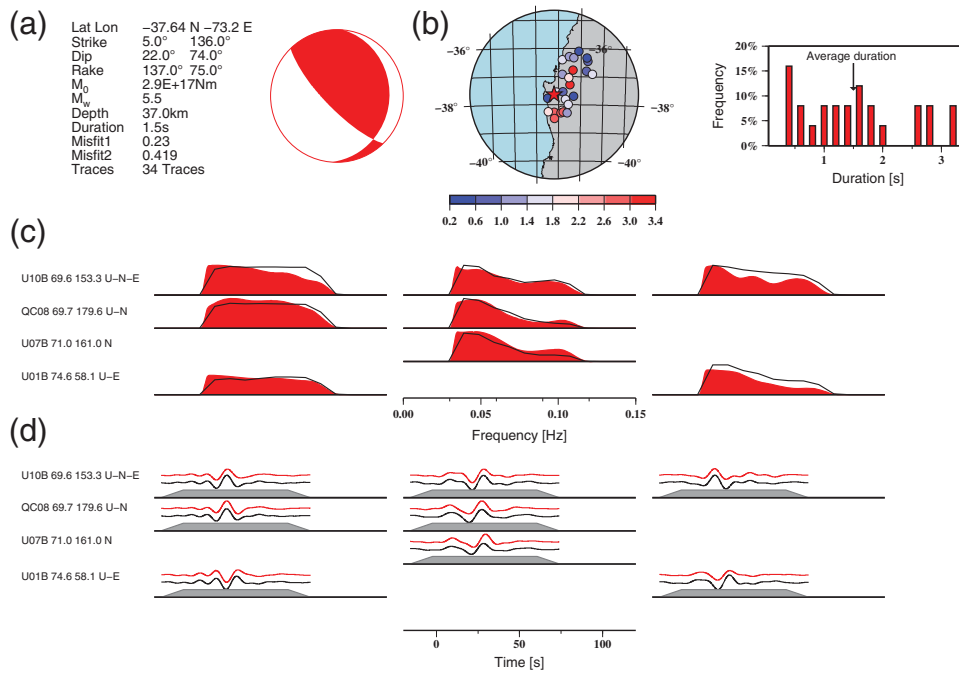 (a)
Lat Lon −37.64 N −73.2 E
Strike 5.0° 136.0°
Dip 22.0° 74.0°
Rake 137.0° 75.0°
M0 2.9E+17Nm
Mw 5.5
Depth 37.0km
Duration 1.5s
Misfit1 0.23
Misfit2 0.419
Traces 34 Traces
(b)
−36° −36°
−38° −38°
−40° −40°
0.2 0.6 1.0 1.4 1.8 2.2 2.6 3.0 3.4
20%
15%
10%
5%
0%
Frequency
Average duration
1 2 3
Duration [s]
(c)
U10B 69.6 153.3 U−N−E
QC08 69.7 179.6 U−N
U07B 71.0 161.0 N
U01B 74.6 58.1 U−E
0.00 0.05 0.10 0.15
Frequency [Hz]
(d)
U10B 69.6 153.3 U−N−E
QC08 69.7 179.6 U−N
U07B 71.0 161.0 N
U01B 74.6 58.1 U−E
0 50 100
Time [s]